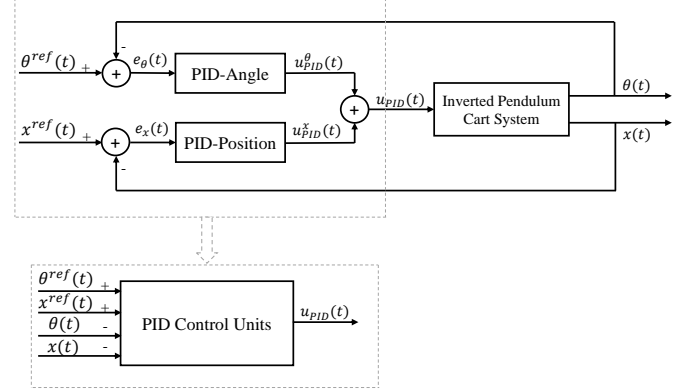 -
θ^ref(t) + + e_θ(t) PID-Angle u^θ_PID(t)
+ u_PID(t) Inverted Pendulum
Cart System θ(t)
x(t)
x^ref(t) + + e_x(t) PID-Position u^x_PID(t)
-
θ^ref(t) +
x^ref(t) +
θ(t) -
x(t) -
PID Control Units
u_PID(t)